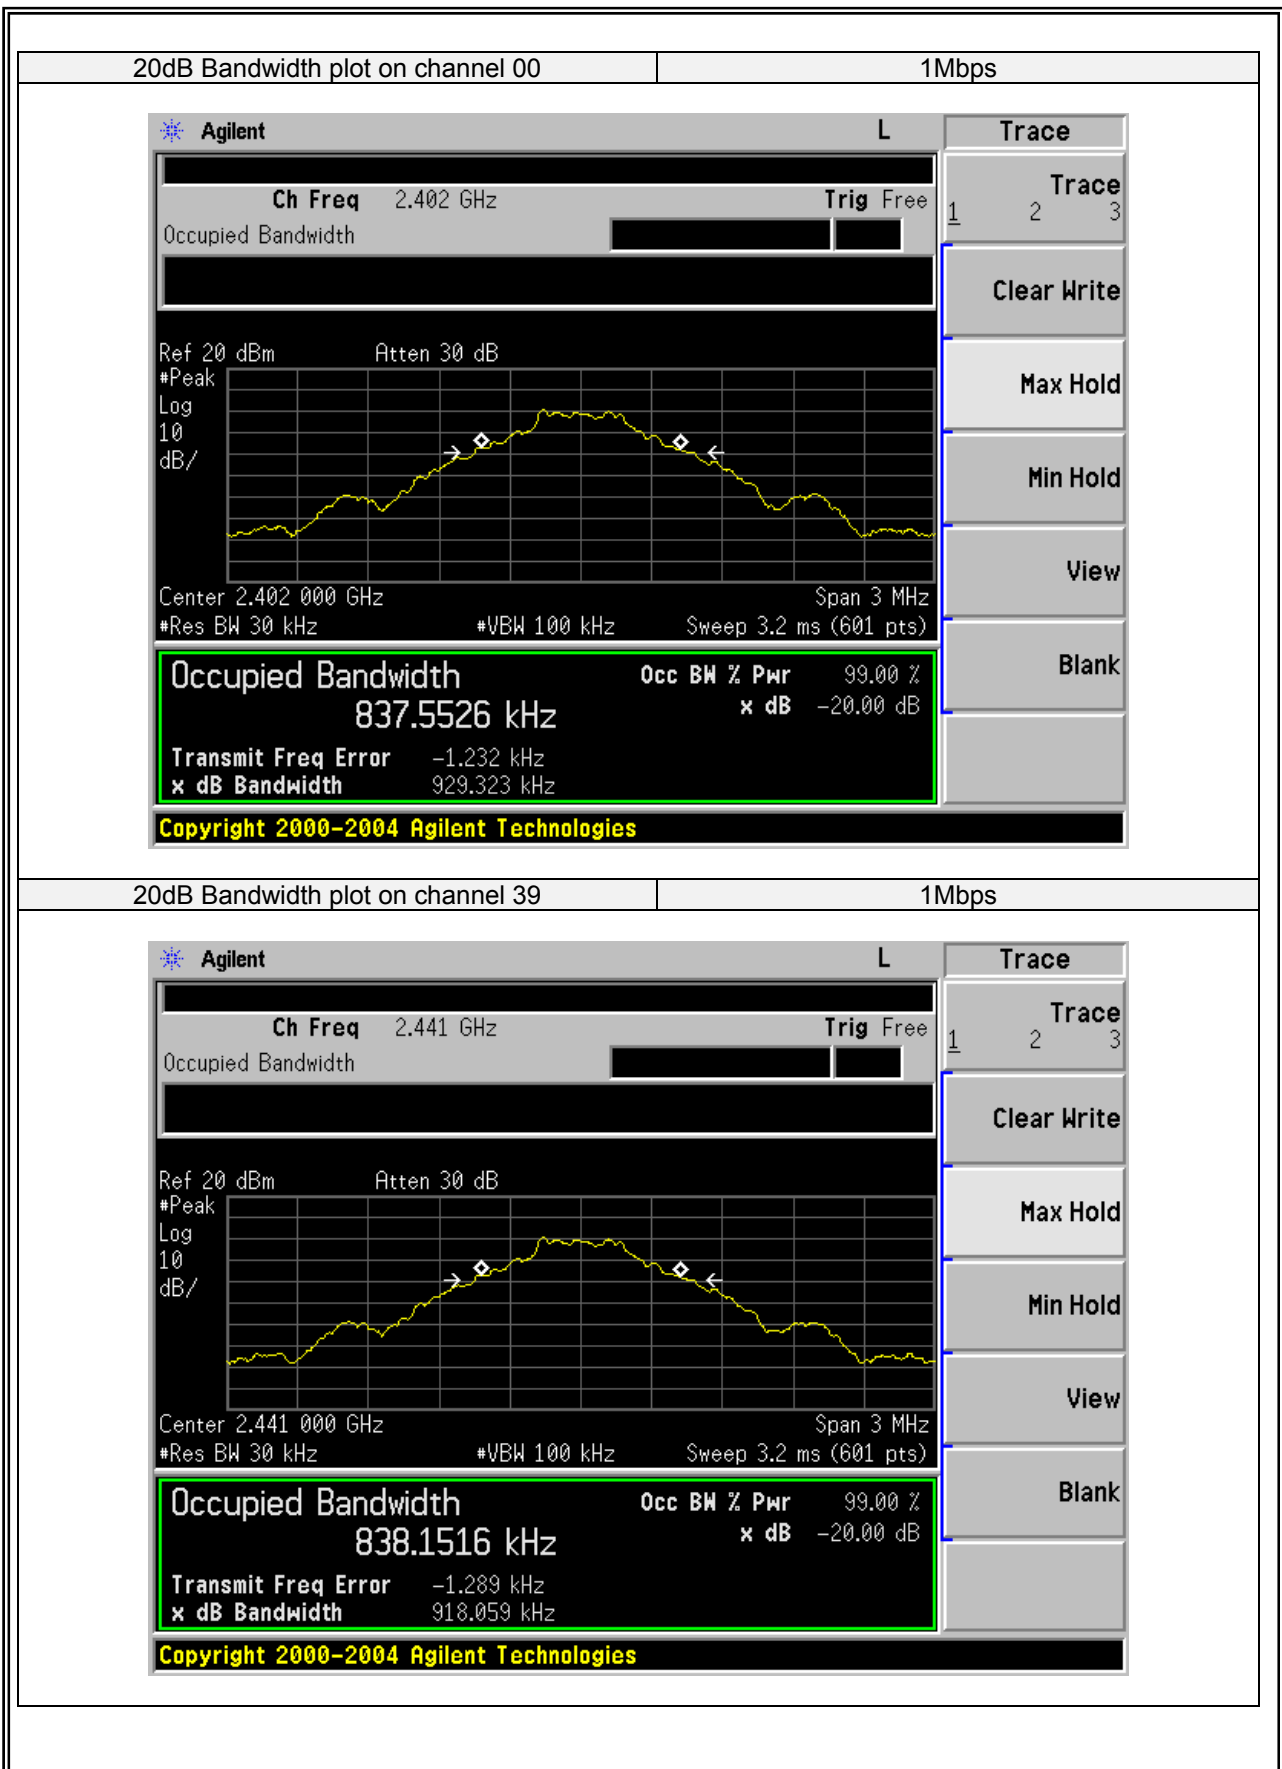 20dB Bandwidth plot on channel 00 1Mbps
Agilent L Trace
Ch Freq 2.402 GHz Trig Free
Occupied Bandwidth
Trace
1 2 3
Clear Write
Max Hold
Min Hold
View
Blank
Ref 20 dBm Atten 30 dB
#Peak
Log
10
dB/
Center 2.402 000 GHz Span 3 MHz
#Res BW 30 kHz #VBW 100 kHz Sweep 3.2 ms (601 pts)
Occupied Bandwidth Occ BW % Pwr 99.00 %
837.5526 kHz x dB -20.00 dB
Transmit Freq Error -1.232 kHz
x dB Bandwidth 929.323 kHz
Copyright 2000-2004 Agilent Technologies
20dB Bandwidth plot on channel 39 1Mbps
Agilent L Trace
Ch Freq 2.441 GHz Trig Free
Occupied Bandwidth
Trace
1 2 3
Clear Write
Max Hold
Min Hold
View
Blank
Ref 20 dBm Atten 30 dB
#Peak
Log
10
dB/
Center 2.441 000 GHz Span 3 MHz
#Res BW 30 kHz #VBW 100 kHz Sweep 3.2 ms (601 pts)
Occupied Bandwidth Occ BW % Pwr 99.00 %
838.1516 kHz x dB -20.00 dB
Transmit Freq Error -1.289 kHz
x dB Bandwidth 918.059 kHz
Copyright 2000-2004 Agilent Technologies